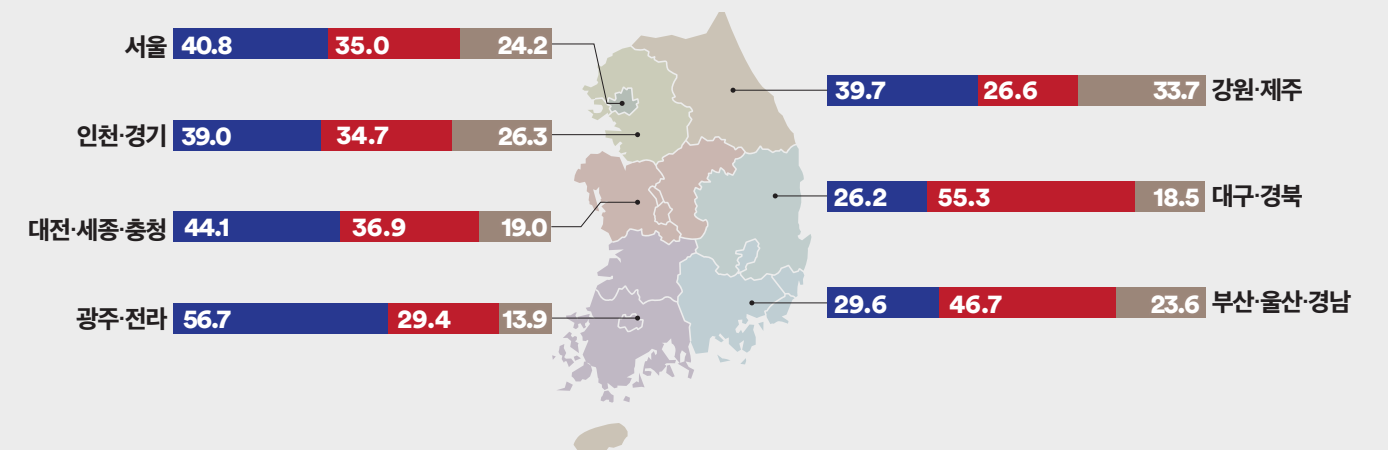 서울 40.8 35.0 24.2
인천·경기 39.0 34.7 26.3
대전·세종·충청 44.1 36.9 19.0
광주·전라 56.7 29.4 13.9
39.7 26.6 33.7 강원·제주
26.2 55.3 18.5 대구·경북
29.6 46.7 23.6 부산·울산·경남